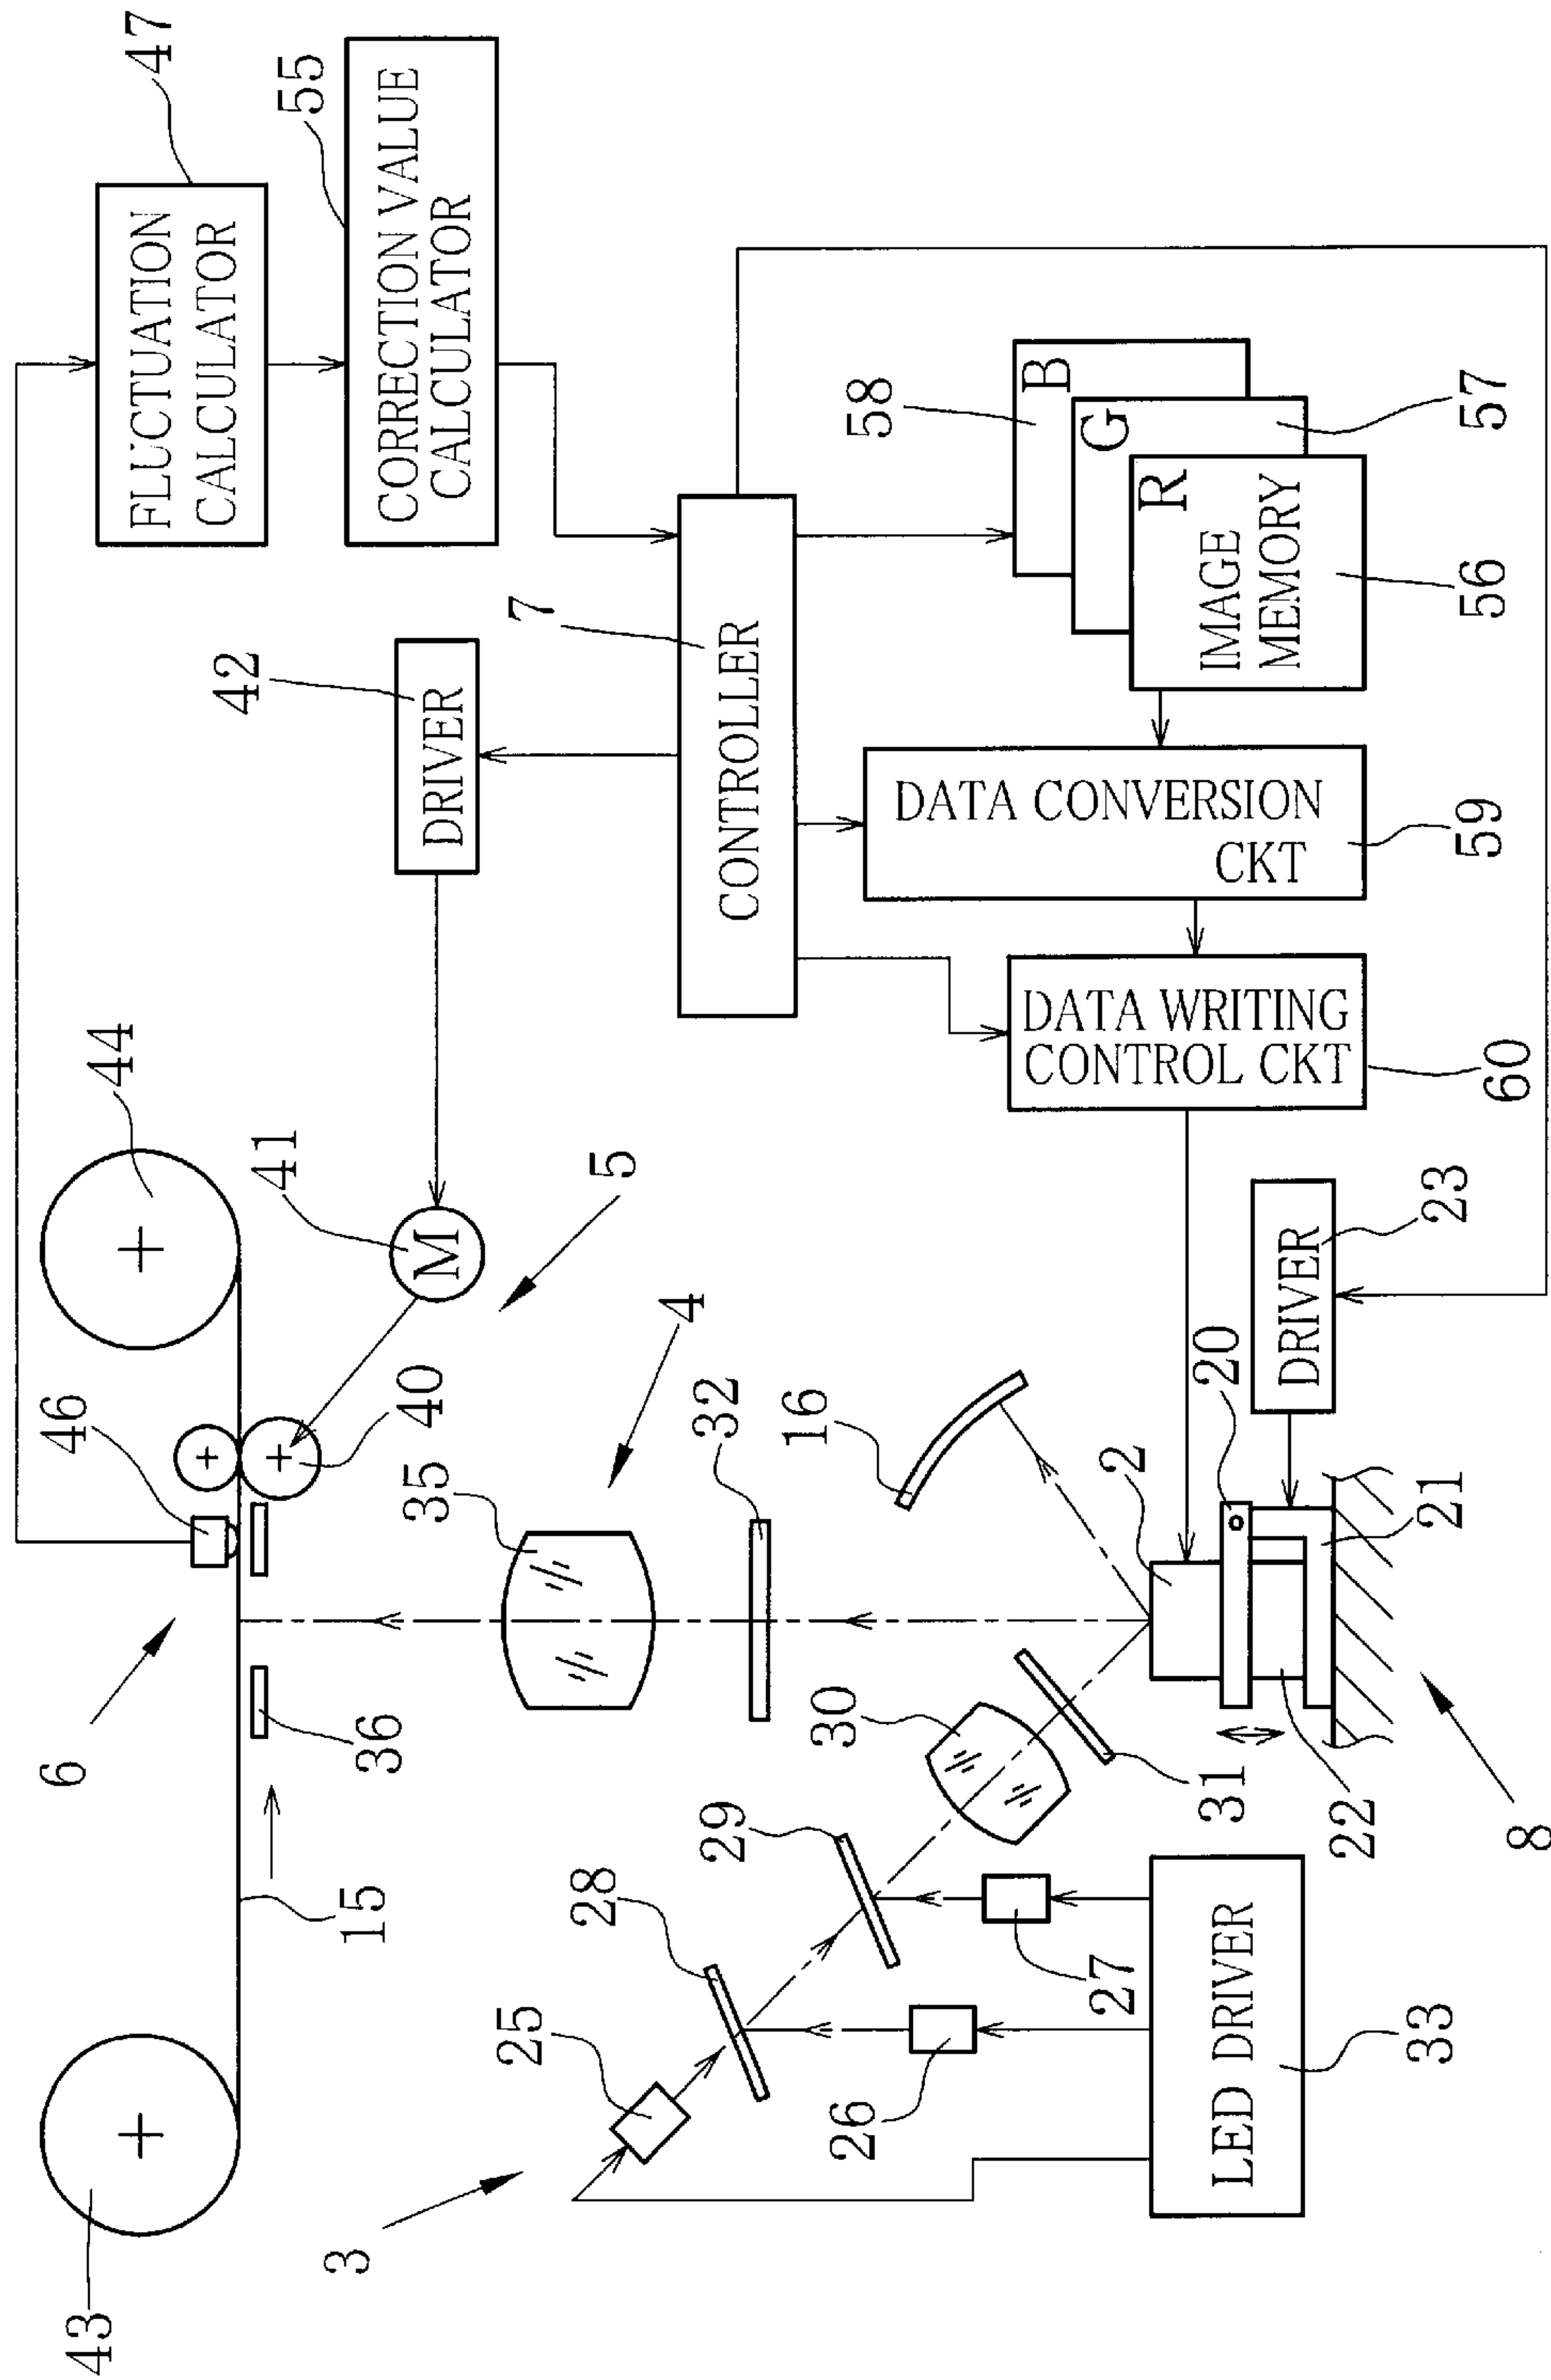 43
44
46
47
FLUCTUATION
CALCULATOR
55
CORRECTION VALUE
CALCULATOR
6
15
36
40
41
M
42
DRIVER
5
3
25
28
29
35
4
32
7
CONTROLLER
26
27
30
31
16
2
20
58
B
G
R
IMAGE
MEMORY
57
56
DATA CONVERSION
CKT
59
DATA WRITING
CONTROL CKT
60
LED DRIVER
33
22
21
8
DRIVER
23